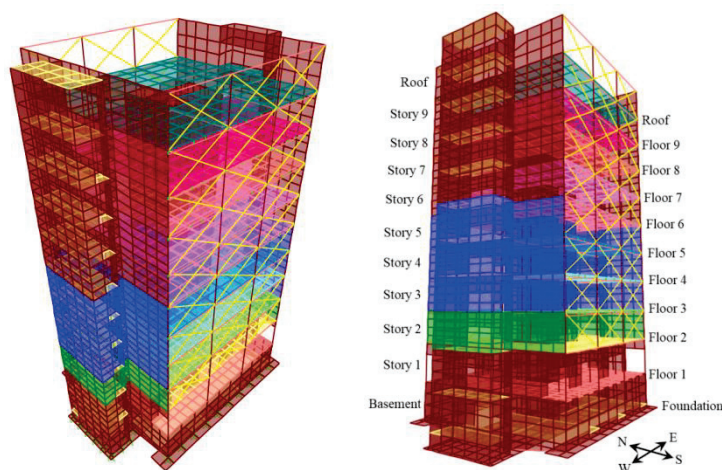 Roof
Story 9
Story 8
Story 7
Story 6
Story 5
Story 4
Story 3
Story 2
Story 1
Basement
Roof
Floor 9
Floor 8
Floor 7
Floor 6
Floor 5
Floor 4
Floor 3
Floor 2
Floor 1
Foundation
N E
W S